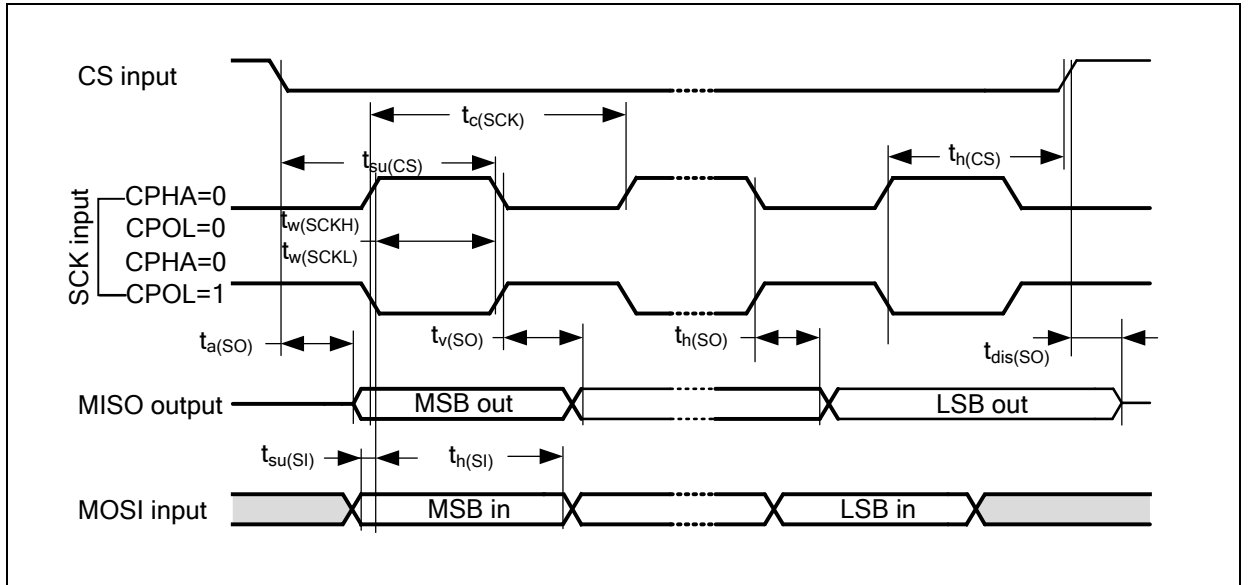 CS input
tc(SCK)
tsu(CS)
th(CS)
SCK input
CPHA=0
CPOL=0
CPHA=0
CPOL=1
tw(SCKH)
tw(SCKL)
ta(SO)
tv(SO)
th(SO)
tdis(SO)
MISO output
MSB out
LSB out
tsu(SI)
th(SI)
MOSI input
MSB in
LSB in